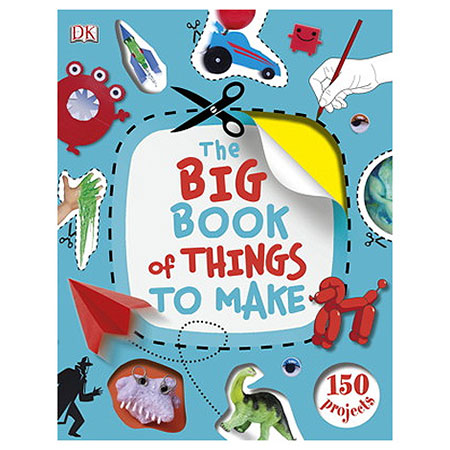 DK
The
BIG
BOOK
of THINGS
TO MAKE
150
projects